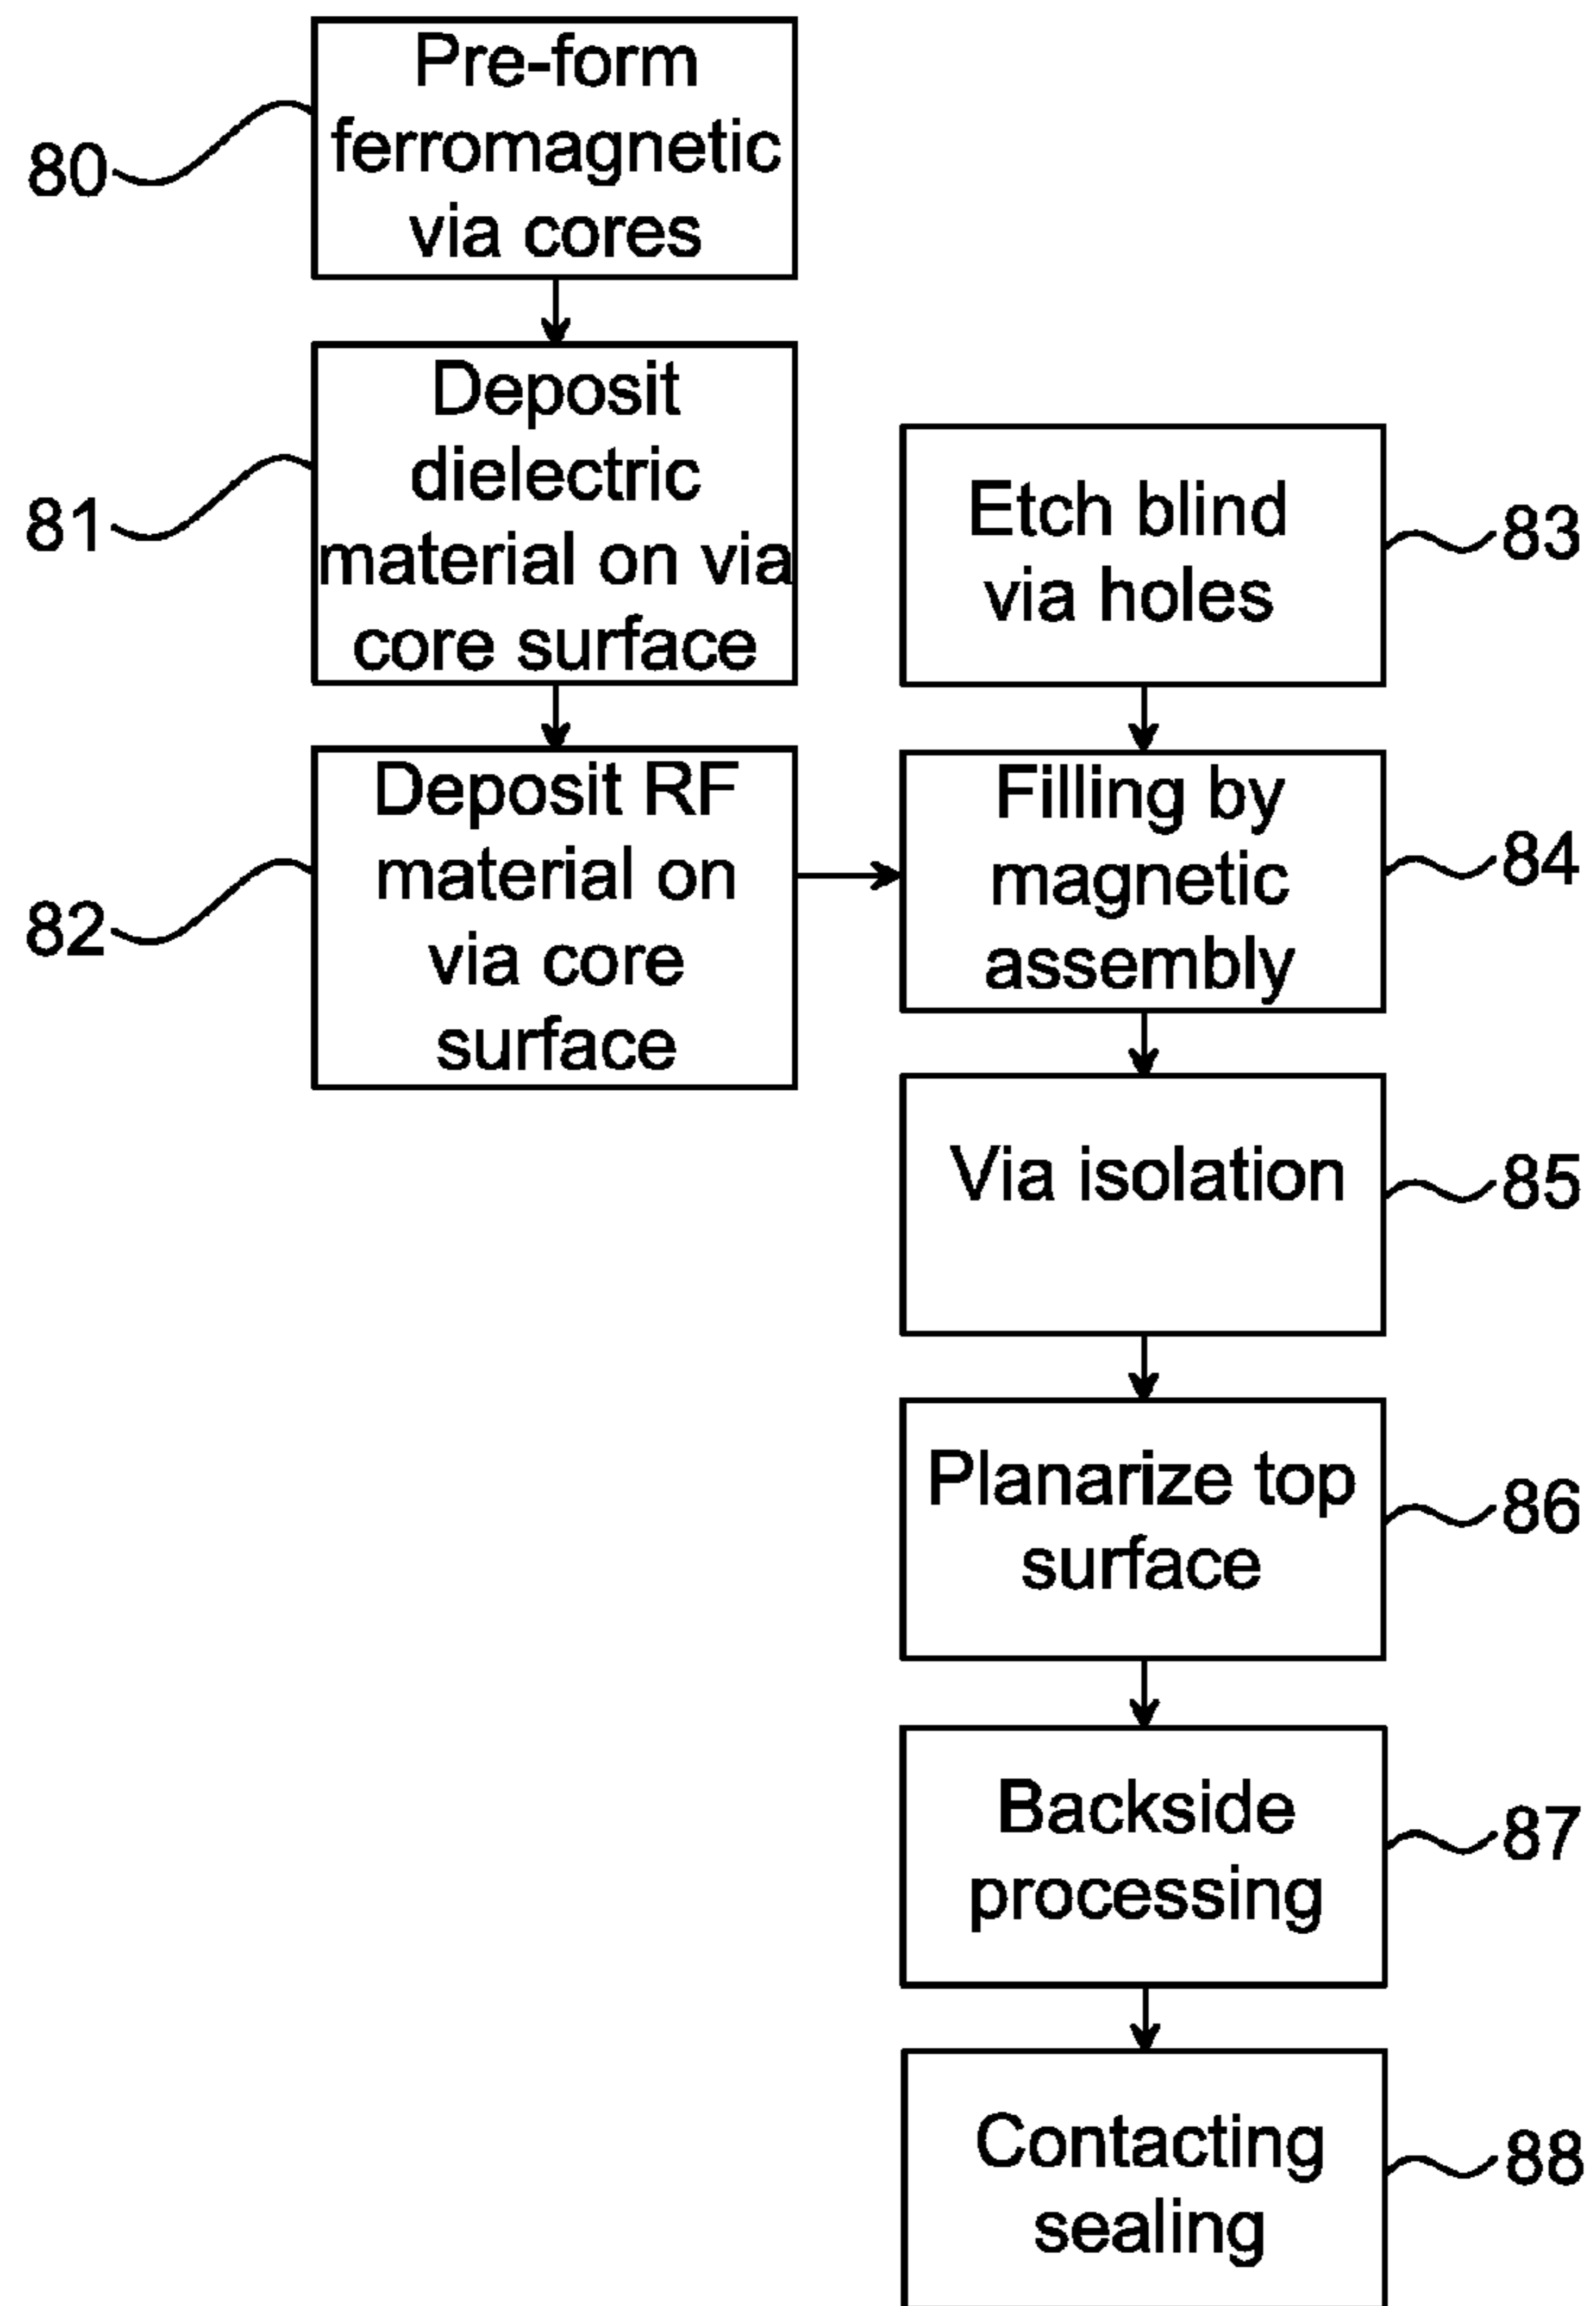 Pre-form
ferromagnetic
via cores
80
Deposit
dielectric
material on via
core surface
81
Deposit RF
material on
via core
surface
82
Etch blind
via holes
83
Filling by
magnetic
assembly
84
Via isolation
85
Planarize top
surface
86
Backside
processing
87
Contacting
sealing
88